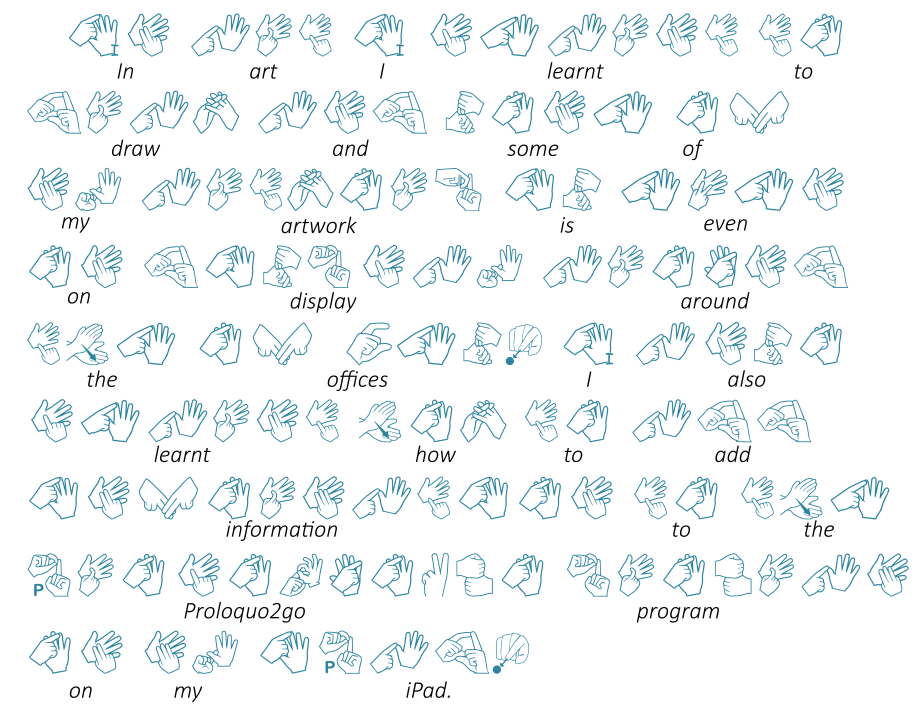 In art I learnt to
draw and some of
my artwork is even
on display around
the offices I also
learnt how to add
information to the
Proloquo2go program
on my iPad.